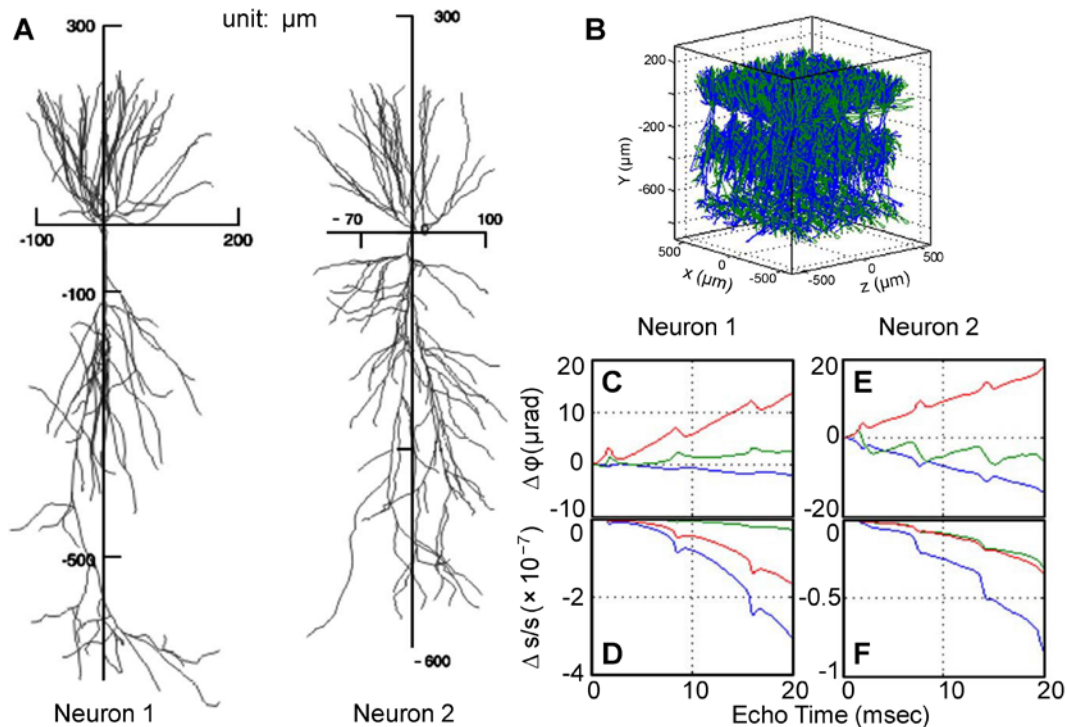 A
unit: μm
300
-100
200
-100
-500
Neuron 1
300
- 70
0
100
- 600
Neuron 2
B
200
-200
-600
Y (μm)
500
0
-500
x (μm)
-500
0
500
z (μm)
Neuron 1
Neuron 2
20
10
0
-10
Δ φ(μrad)
C
20
0
-20
E
0
-2
-4
Δ s/s ( × 10⁻⁷)
D
0
-0.5
-1
F
0 10 20
0 10 20
Echo Time (msec)